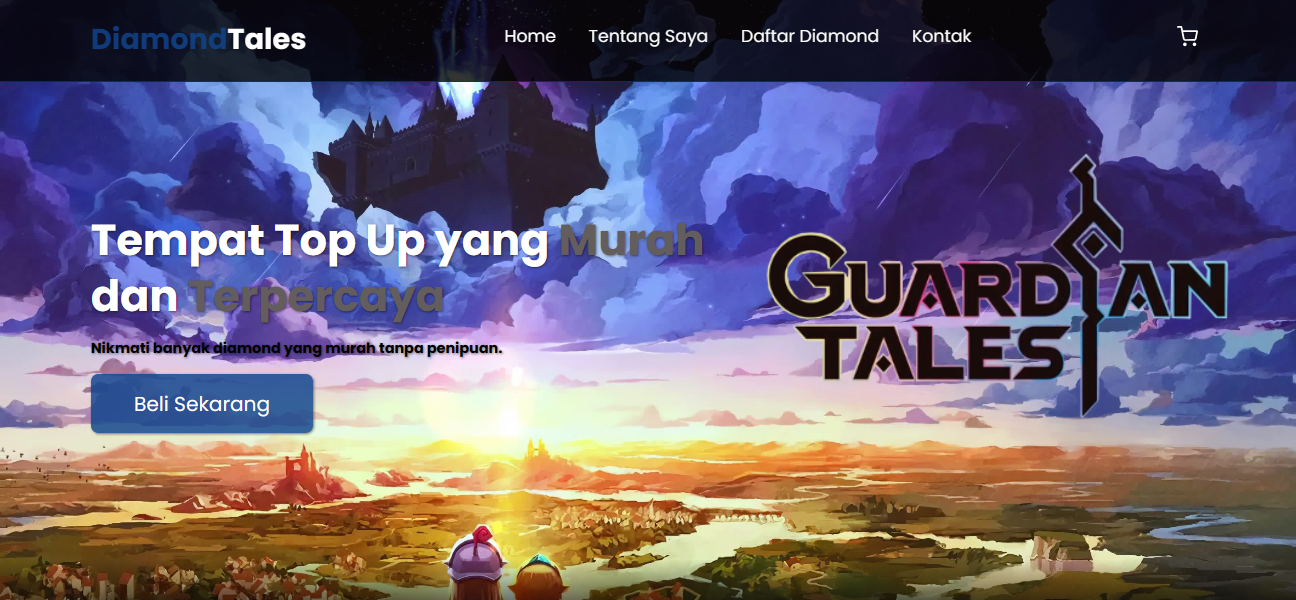 DiamondTales
Home
Tentang Saya
Daftar Diamond
Kontak
Tempat Top Up yang Murah
dan Terpercaya
Nikmati banyak diamond yang murah tanpa penipuan.
Beli Sekarang
GUARDIAN
TALES